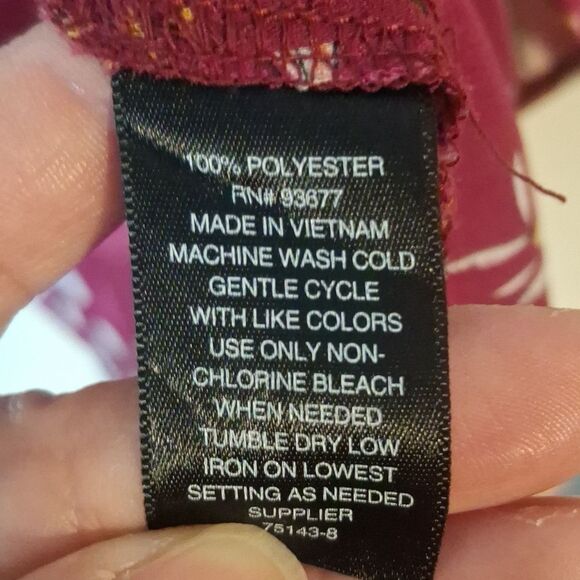 100% POLYESTER
RN# 93677
MADE IN VIETNAM
MACHINE WASH COLD
GENTLE CYCLE
WITH LIKE COLORS
USE ONLY NON-
CHLORINE BLEACH
WHEN NEEDED
TUMBLE DRY LOW
IRON ON LOWEST
SETTING AS NEEDED
SUPPLIER
75143-8